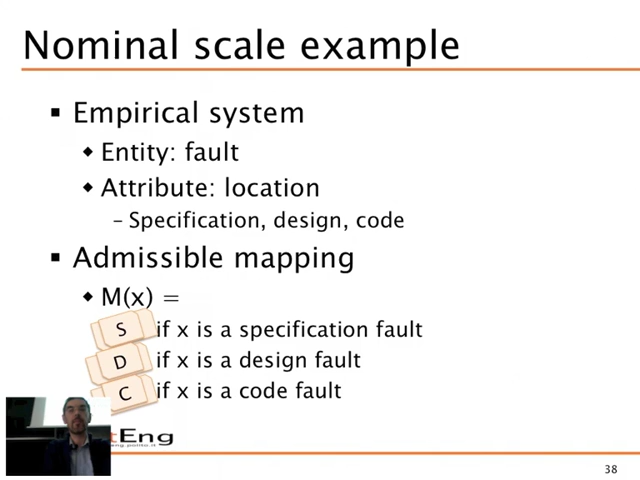 Nominal scale example
▪ Empirical system
◆ Entity: fault
◆ Attribute: location
– Specification, design, code
▪ Admissible mapping
◆ M(x) =
S if x is a specification fault
D if x is a design fault
C if x is a code fault
tEng
38